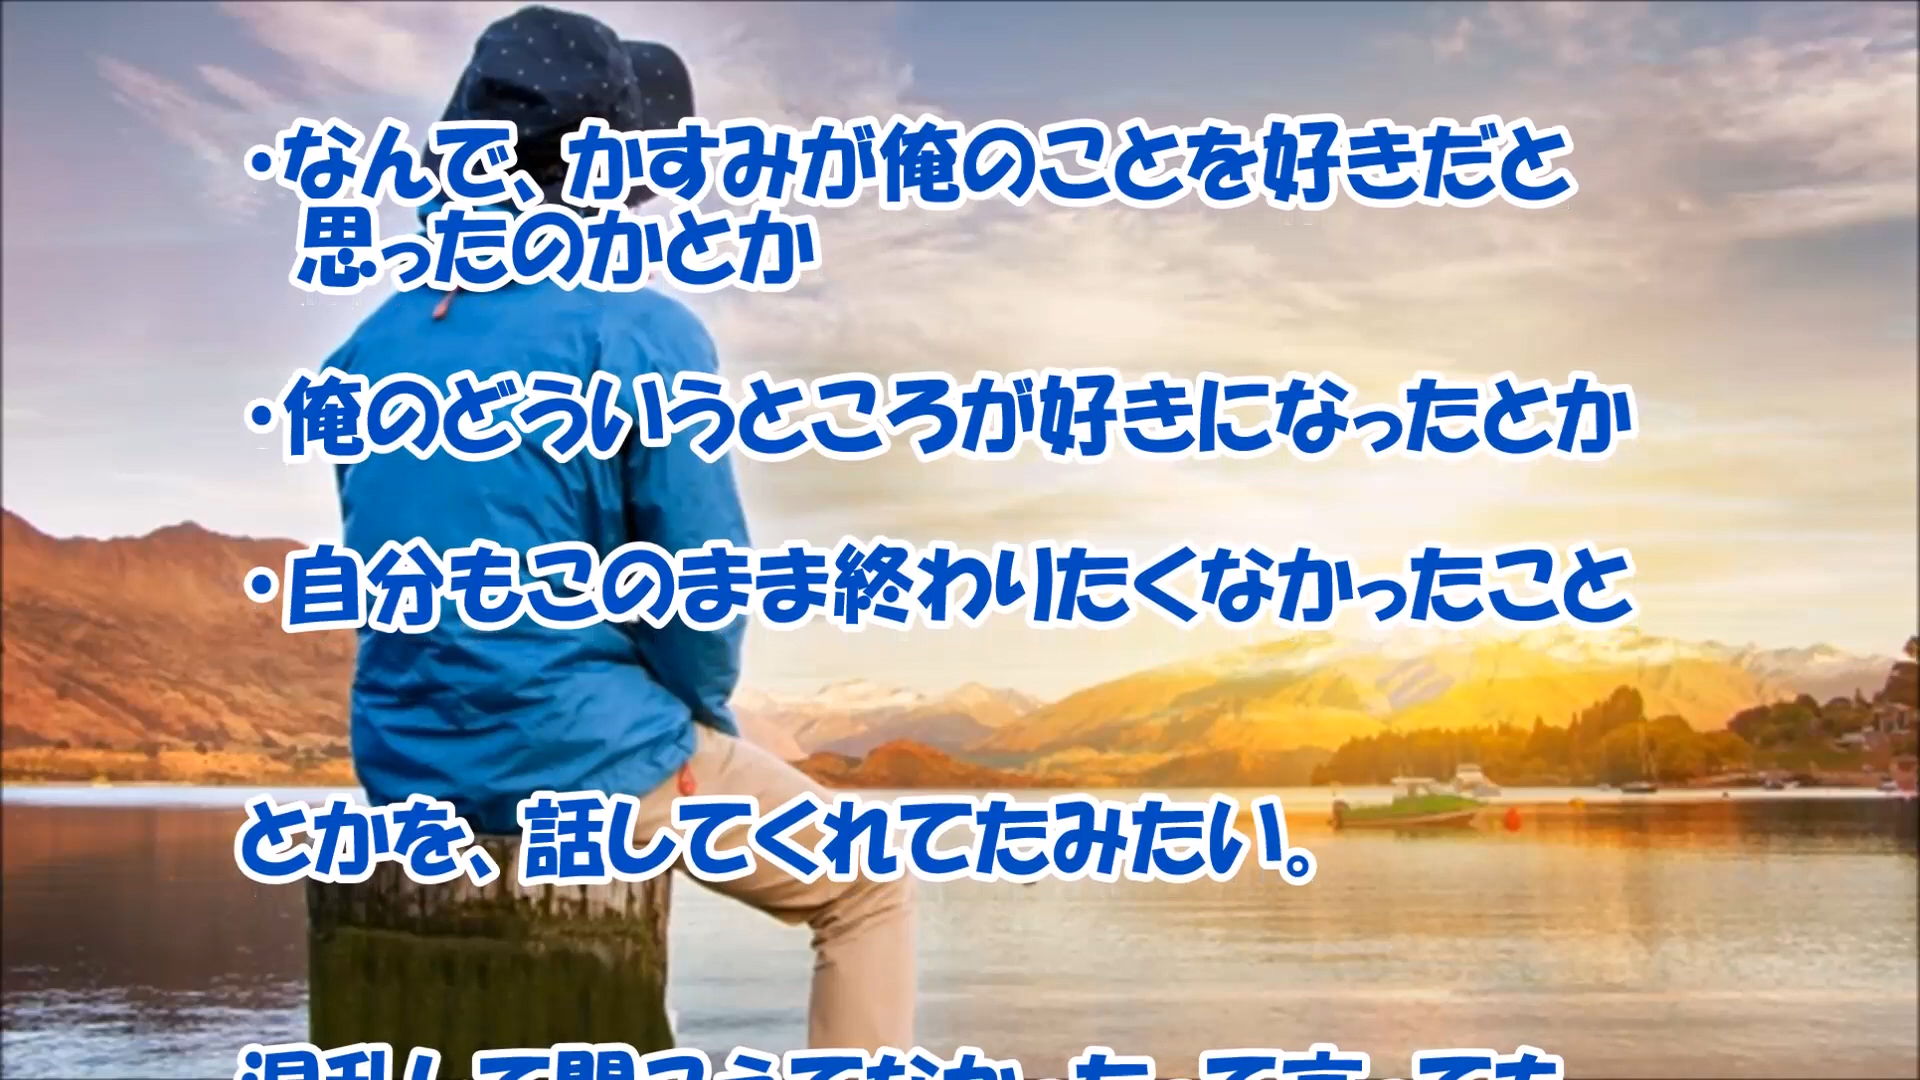 ・なんで、かすみが俺のことを好きだと
思ったのかとか
・俺のどういうところが好きになったとか
・自分もこのまま終わりたくなかったこと
とかを、話してくれてたみたい。